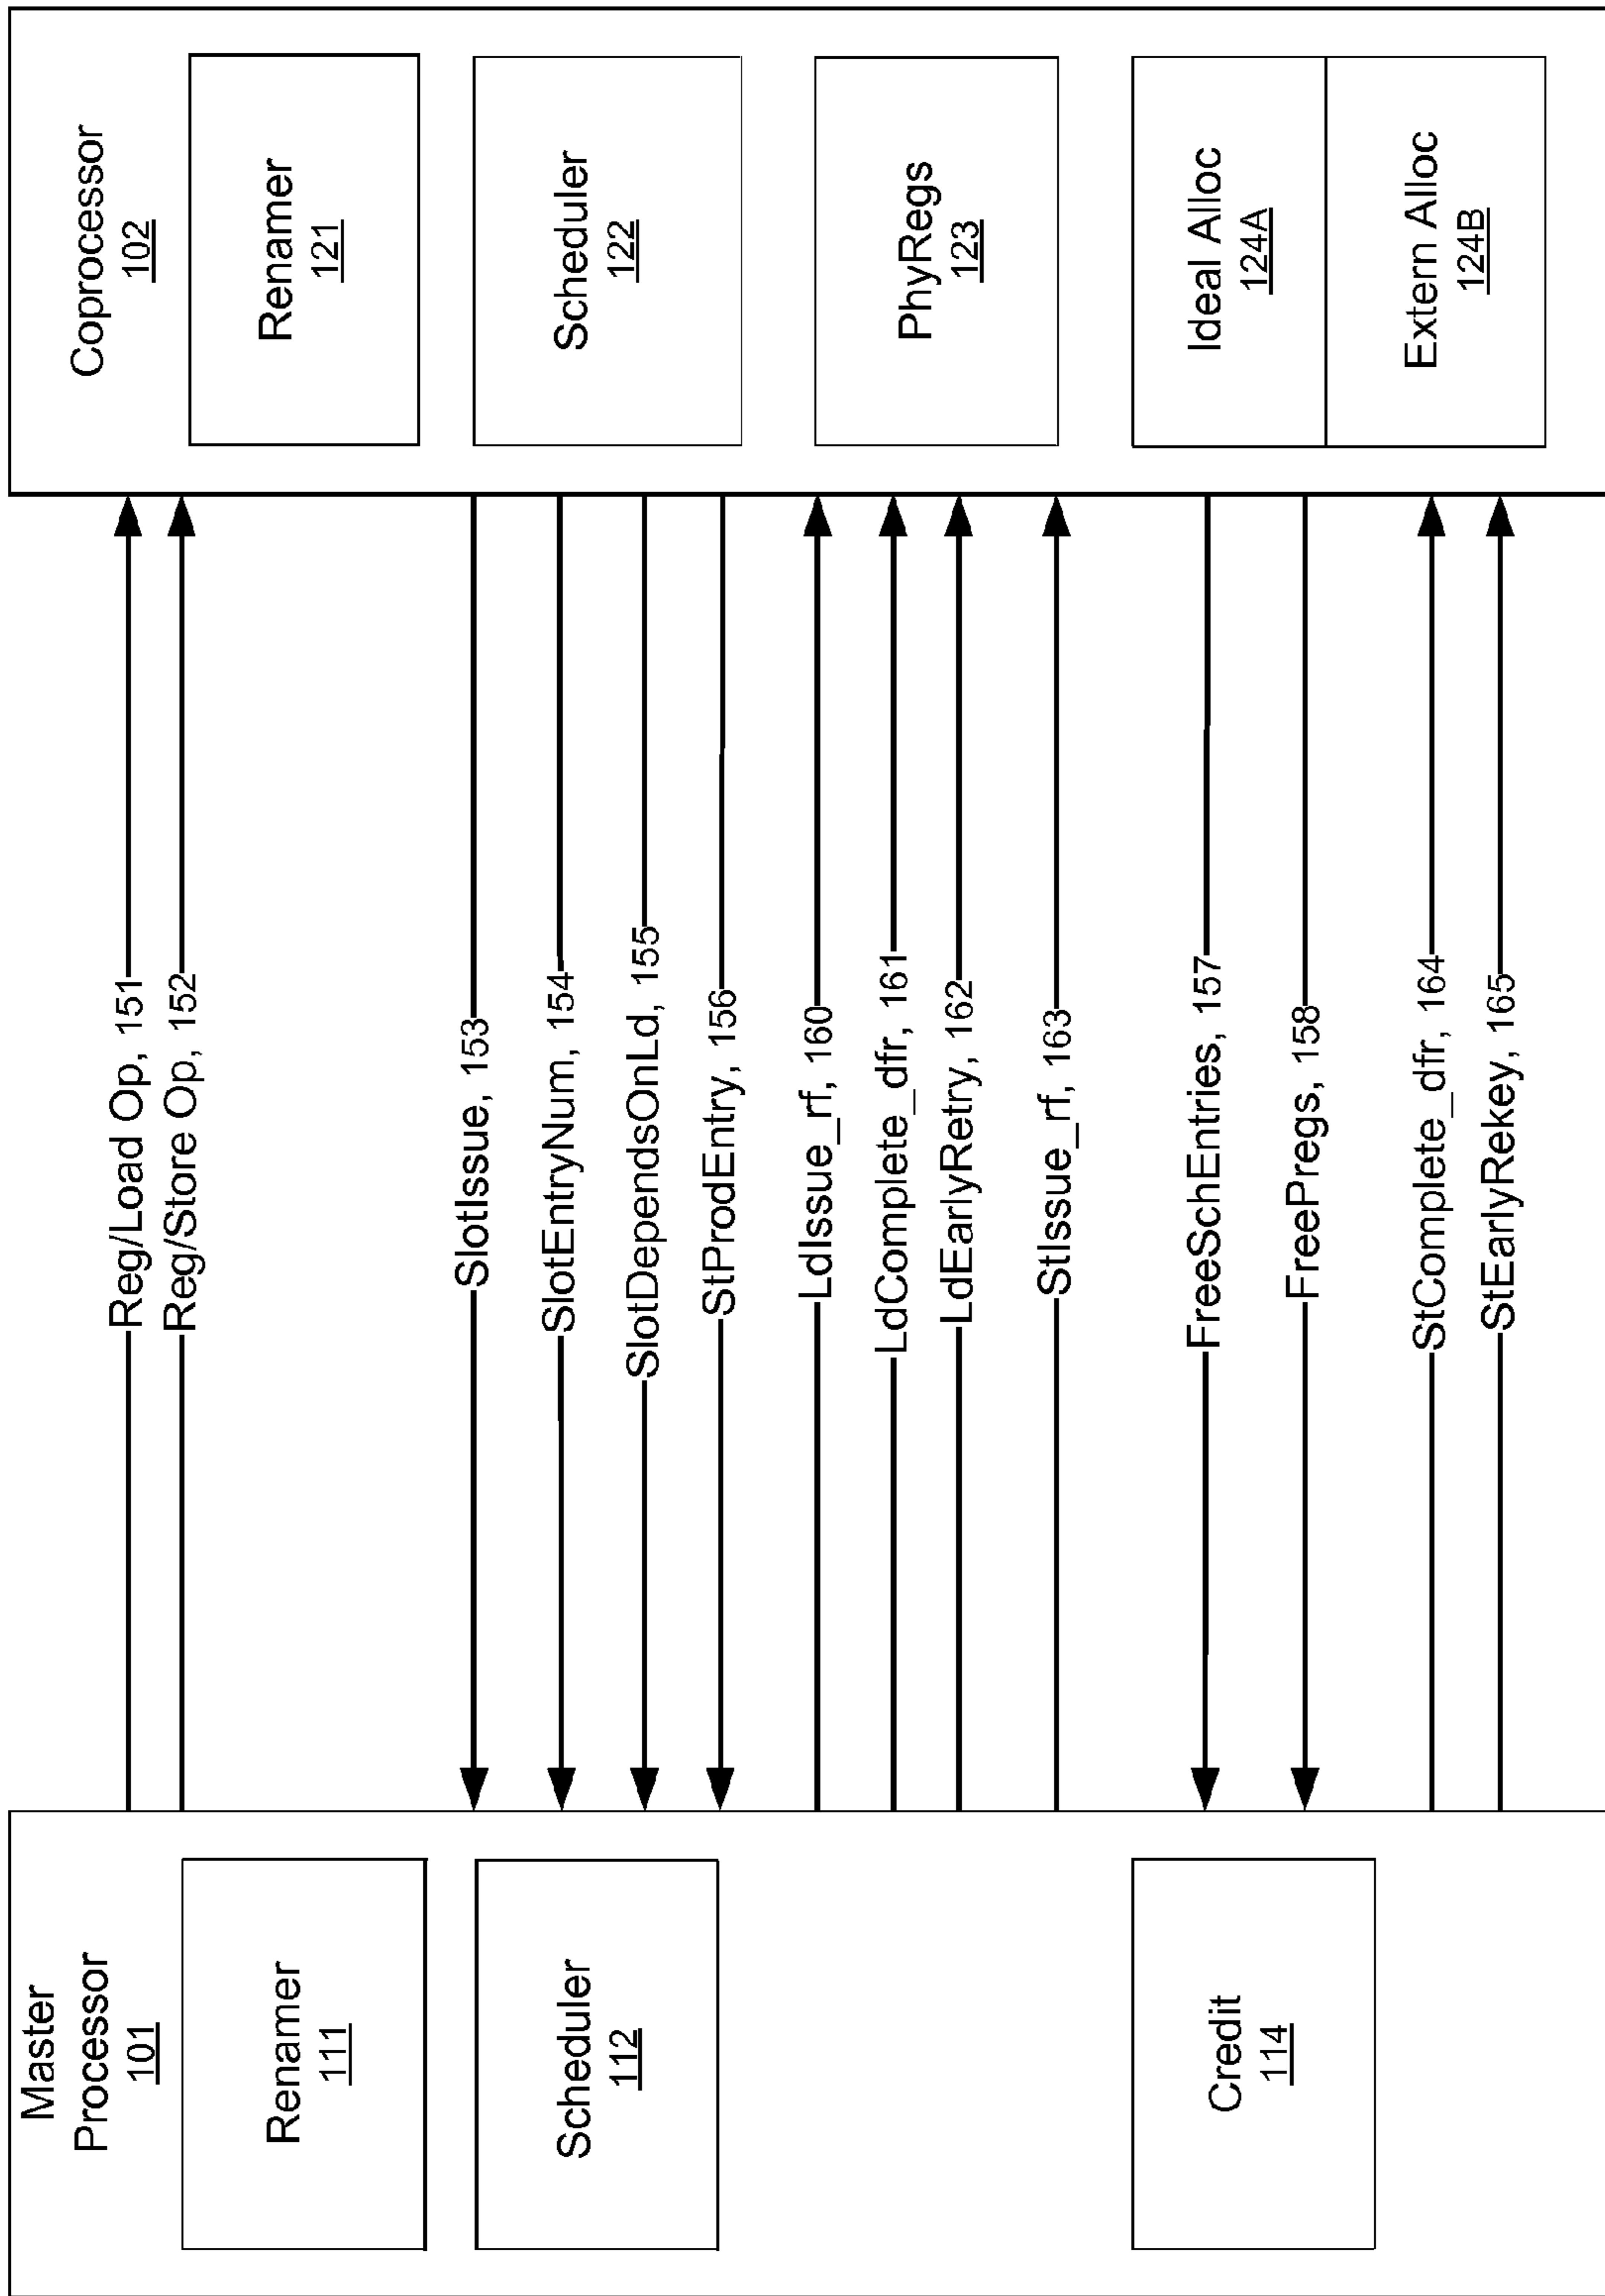 Master
Processor
101
Renamer
111
Scheduler
112
Credit
114
Reg/Load Op, 151
Reg/Store Op, 152
SlotIssue, 153
SlotEntryNum, 154
SlotDependsOnLd, 155
StProdEntry, 156
LdIssue_rf, 160
LdComplete_dfr, 161
LdEarlyRetry, 162
StIssue_rf, 163
FreeSchEntries, 157
FreePregs, 158
StComplete_dfr, 164
StEarlyRekey, 165
Coprocessor
102
Renamer
121
Scheduler
122
PhyRegs
123
Ideal Alloc
124A
Extern Alloc
124B